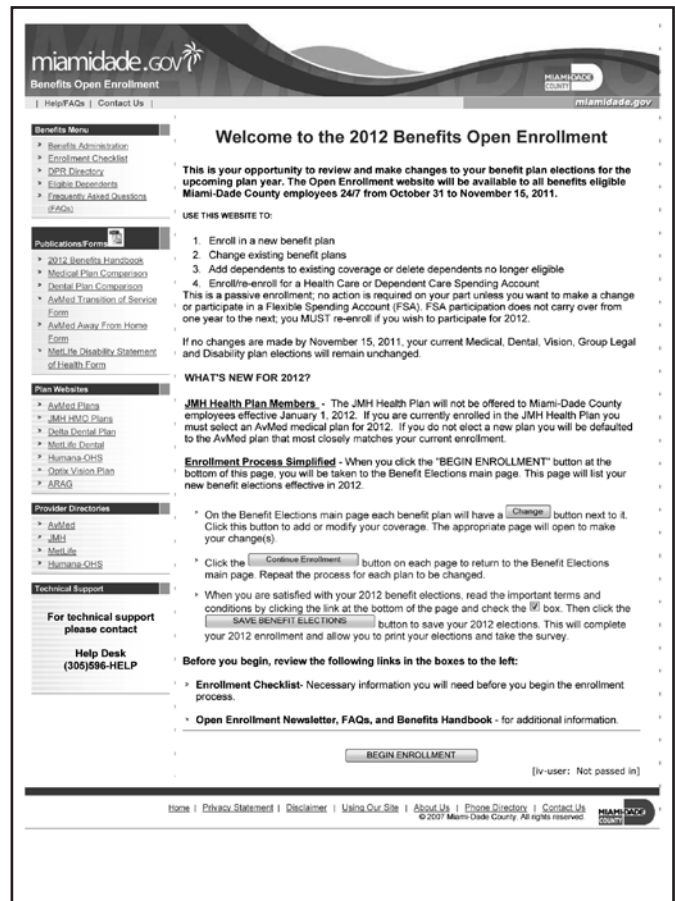 MIAMIDADE
miamidade.gov
Benefits Open Enrollment
MIAMI-DADE
COUNTY
| Help/FAQs | Contact Us |
miamidade.gov
Benefits Menu
Benefits Administration
Enrollment Checklist
DPR Directory
Eligible Dependents
Frequently Asked Questions
(FAQs)
Publications/Forms
2012 Benefits Handbook
Medical Plan Comparison
Dental Plan Comparison
AvMed Transition of Service
Form
AvMed Away From Home
Form
MetLife Disability Statement
of Health Form
Plan Websites
AvMed Plans
JMH HMO Plans
Delta Dental Plan
MetLife Dental
Humana-OHS
Optix Vision Plan
ARAG
Provider Directories
AvMed
JMH
MetLife
Humana-OHS
Technical Support
For technical support
please contact
Help Desk
(305)596-HELP
Welcome to the 2012 Benefits Open Enrollment
This is your opportunity to review and make changes to your benefit plan elections for the
upcoming plan year. The Open Enrollment website will be available to all benefits eligible
Miami-Dade County employees 24/7 from October 31 to November 15, 2011.
USE THIS WEBSITE TO:
1. Enroll in a new benefit plan
2. Change existing benefit plans
3. Add dependents to existing coverage or delete dependents no longer eligible
4. Enroll/re-enroll for a Health Care or Dependent Care Spending Account
This is a passive enrollment; no action is required on your part unless you want to make a change
or participate in a Flexible Spending Account (FSA). FSA participation does not carry over from
one year to the next; you MUST re-enroll if you wish to participate for 2012.
If no changes are made by November 15, 2011, your current Medical, Dental, Vision, Group Legal
and Disability plan elections will remain unchanged.
WHAT'S NEW FOR 2012?
JMH Health Plan Members - The JMH Health Plan will not be offered to Miami-Dade County
employees effective January 1, 2012. If you are currently enrolled in the JMH Health Plan you
must select an AvMed medical plan for 2012. If you do not elect a new plan you will be defaulted
to the AvMed plan that most closely matches your current enrollment.
Enrollment Process Simplified - When you click the "BEGIN ENROLLMENT" button at the
bottom of this page, you will be taken to the Benefit Elections main page. This page will list your
new benefit elections effective in 2012.
On the Benefit Elections main page each benefit plan will have a Change button next to it.
Click this button to add or modify your coverage. The appropriate page will open to make
your change(s).
Click the Continue Enrollment button on each page to return to the Benefit Elections
main page. Repeat the process for each plan to be changed.
When you are satisfied with your 2012 benefit elections, read the important terms and
conditions by clicking the link at the bottom of the page and check the box. Then click the
SAVE BENEFIT ELECTIONS button to save your 2012 elections. This will complete
your 2012 enrollment and allow you to print your elections and take the survey.
Before you begin, review the following links in the boxes to the left:
Enrollment Checklist- Necessary information you will need before you begin the enrollment
process.
Open Enrollment Newsletter, FAQs, and Benefits Handbook - for additional information.
BEGIN ENROLLMENT
[iv-user: Not passed in]
Home | Privacy Statement | Disclaimer | Using Our Site | About Us | Phone Directory | Contact Us
© 2007 Miami-Dade County. All rights reserved.
MIAMI-DADE
COUNTY